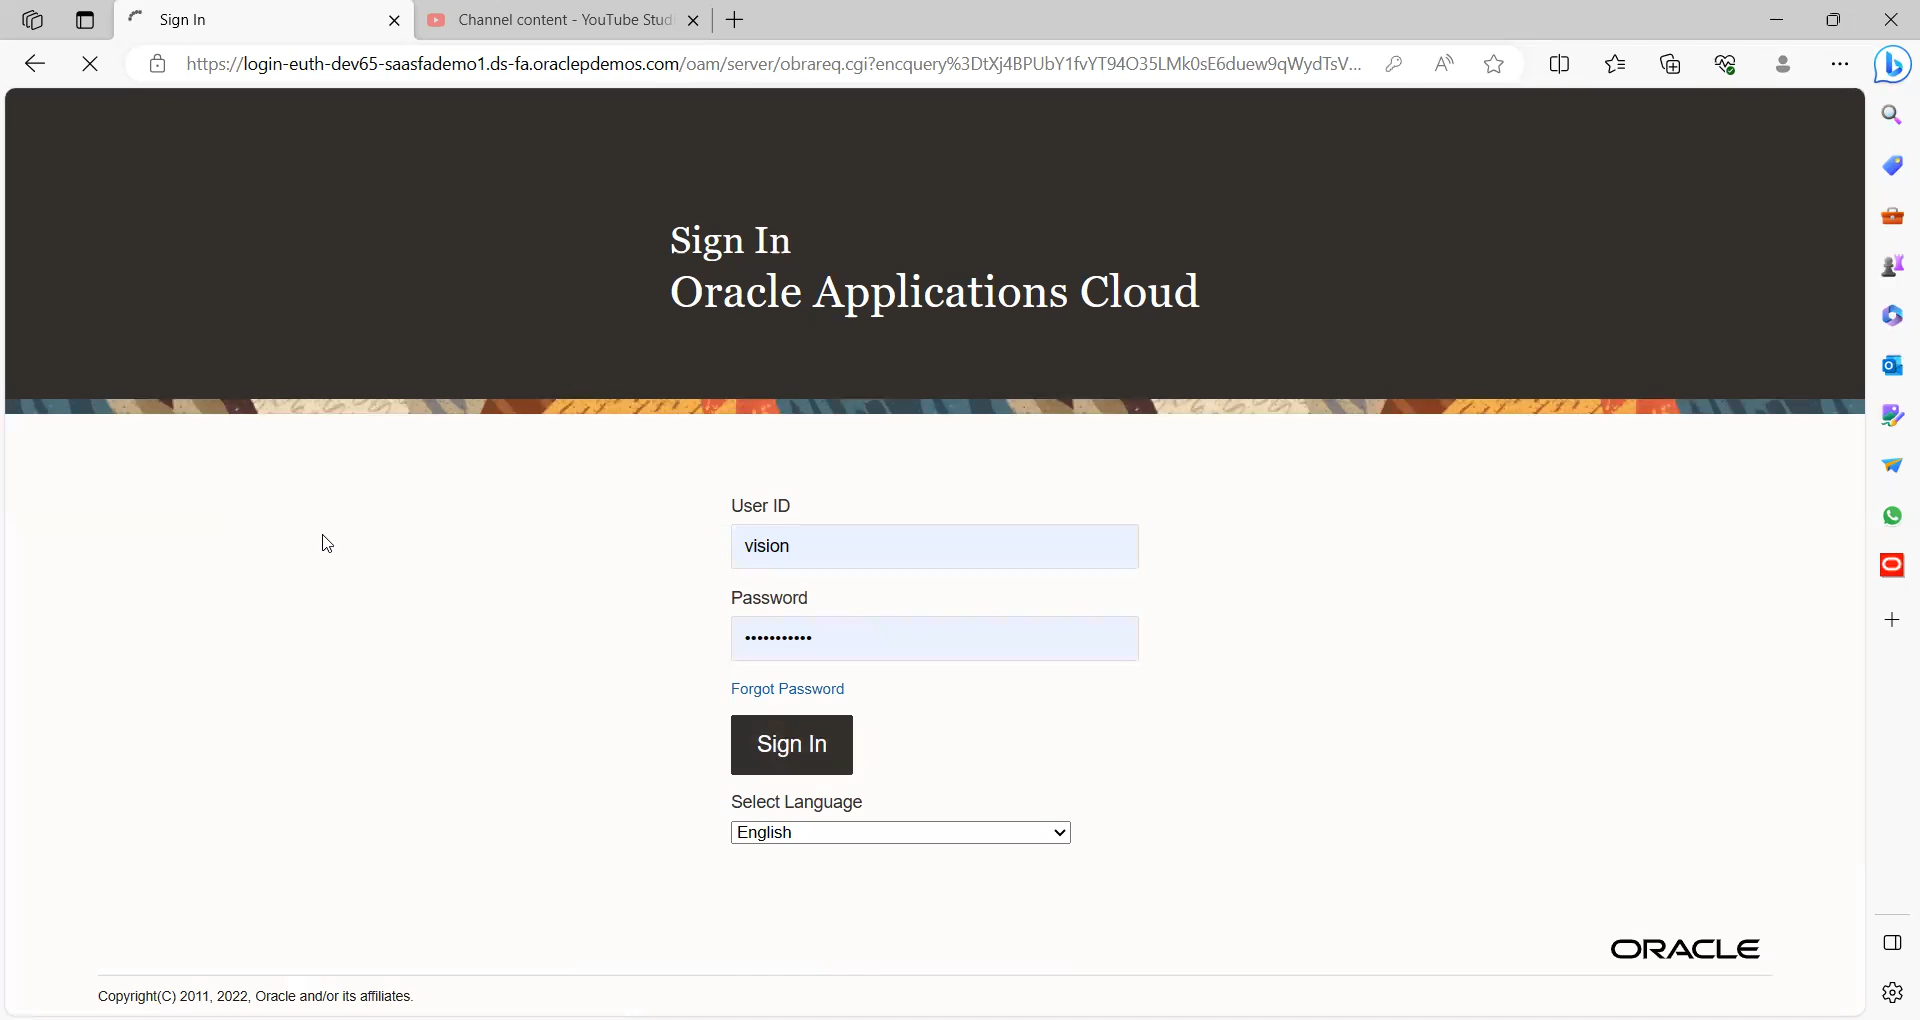 Sign In
Channel content - YouTube Stud
https://login-euth-dev65-saasfademo1.ds-fa.oraclepdemos.com/oam/server/obrareq.cgi?encquery%3DtXj4BPUbY1fvYT94O35LMk0sE6duew9qWydTsV...
Sign In
Oracle Applications Cloud
User ID
vision
Password
•••••••••••
Forgot Password
Sign In
Select Language
English
ORACLE
Copyright(C) 2011, 2022, Oracle and/or its affiliates.